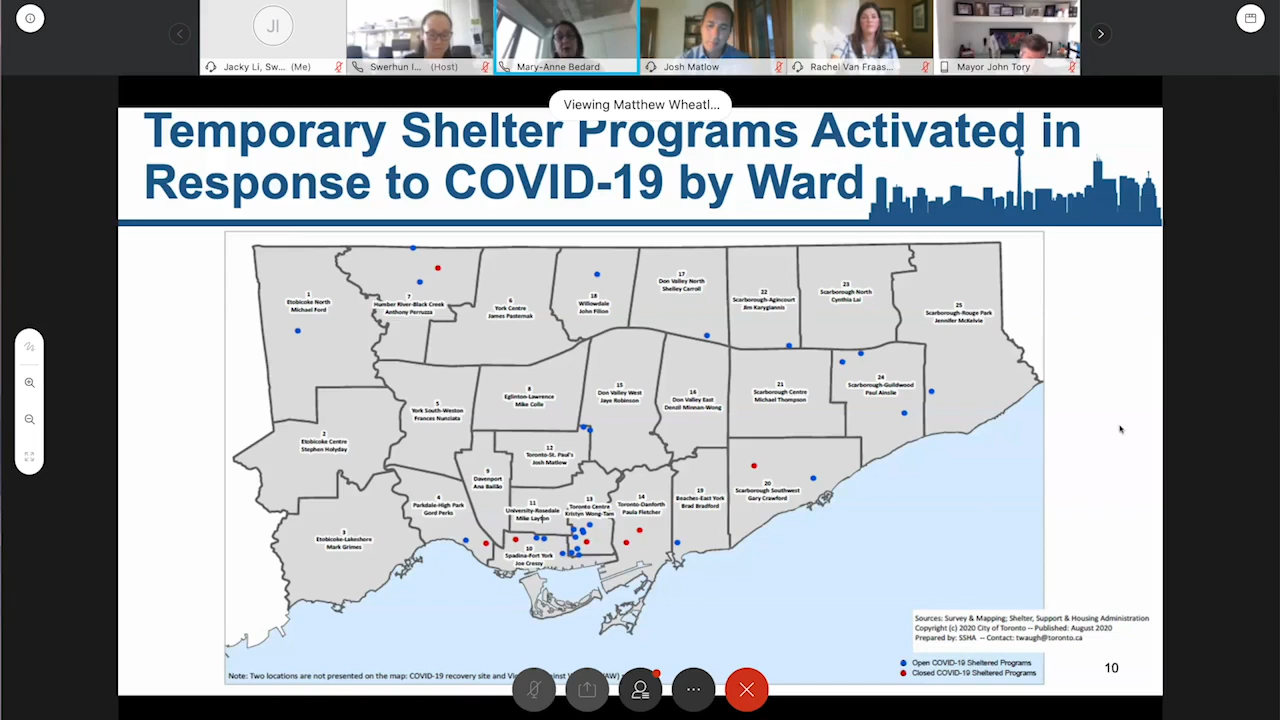 JI
Jacky Li, Sw... (Me)
Swerhun I... (Host)
Mary-Anne Bedard
Josh Matlow
Rachel Van Fraas...
Mayor John Tory
Viewing Matthew Wheatl...
Temporary Shelter Programs Activated in
Response to COVID-19 by Ward
1
Etobicoke North
Michael Ford
7
Humber River-Black Creek
Anthony Perruzza
6
York Centre
James Pasternak
18
Willowdale
John Filion
17
Don Valley North
Shelley Carroll
22
Scarborough-Agincourt
Jim Karygiannis
23
Scarborough North
Cynthia Lai
25
Scarborough-Rouge Park
Jennifer McKelvie
2
Etobicoke Centre
Stephen Holyday
5
York South-Weston
Frances Nunziata
8
Eglinton-Lawrence
Mike Colle
15
Don Valley West
Jaye Robinson
16
Don Valley East
Denzil Minnan-Wong
21
Scarborough Centre
Michael Thompson
24
Scarborough-Guildwood
Paul Ainslie
12
Toronto-St. Paul's
Josh Matlow
9
Davenport
Ana Bailão
3
Etobicoke-Lakeshore
Mark Grimes
4
Parkdale-High Park
Gord Perks
11
University-Rosedale
Mike Layton
13
Toronto Centre
Kristyn Wong-Tam
14
Toronto-Danforth
Paula Fletcher
19
Beaches-East York
Brad Bradford
20
Scarborough Southwest
Gary Crawford
10
Spadina-Fort York
Joe Cressy
Sources: Survey & Mapping; Shelter, Support & Housing Administration
Copyright (c) 2020 City of Toronto -- Published: August 2020
Prepared by: SSHA -- Contact: twaugh@toronto.ca
Open COVID-19 Sheltered Programs
Closed COVID-19 Sheltered Programs
10
Note: Two locations are not presented on the map: COVID-19 recovery site and Vi